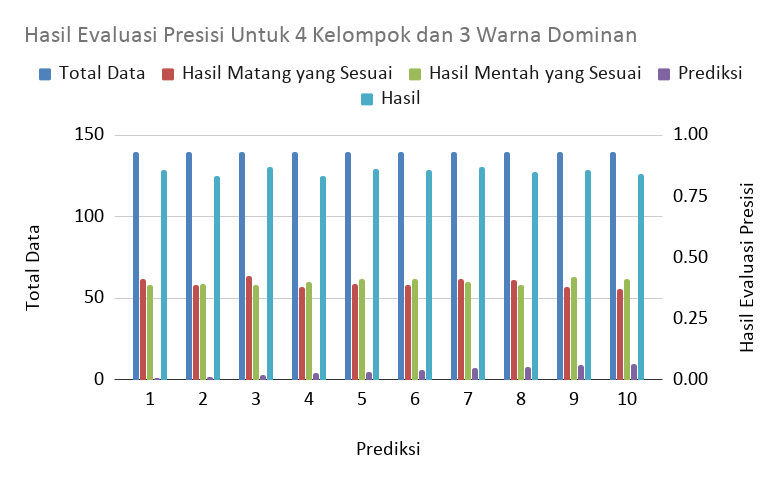 Hasil Evaluasi Presisi Untuk 4 Kelompok dan 3 Warna Dominan
Total Data Hasil Matang yang Sesuai Hasil Mentah yang Sesuai Prediksi
Hasil
150 1.00
0.75
100
0.50
50
0.25
0 0.00
Total Data
Hasil Evaluasi Presisi
1 2 3 4 5 6 7 8 9 10
Prediksi